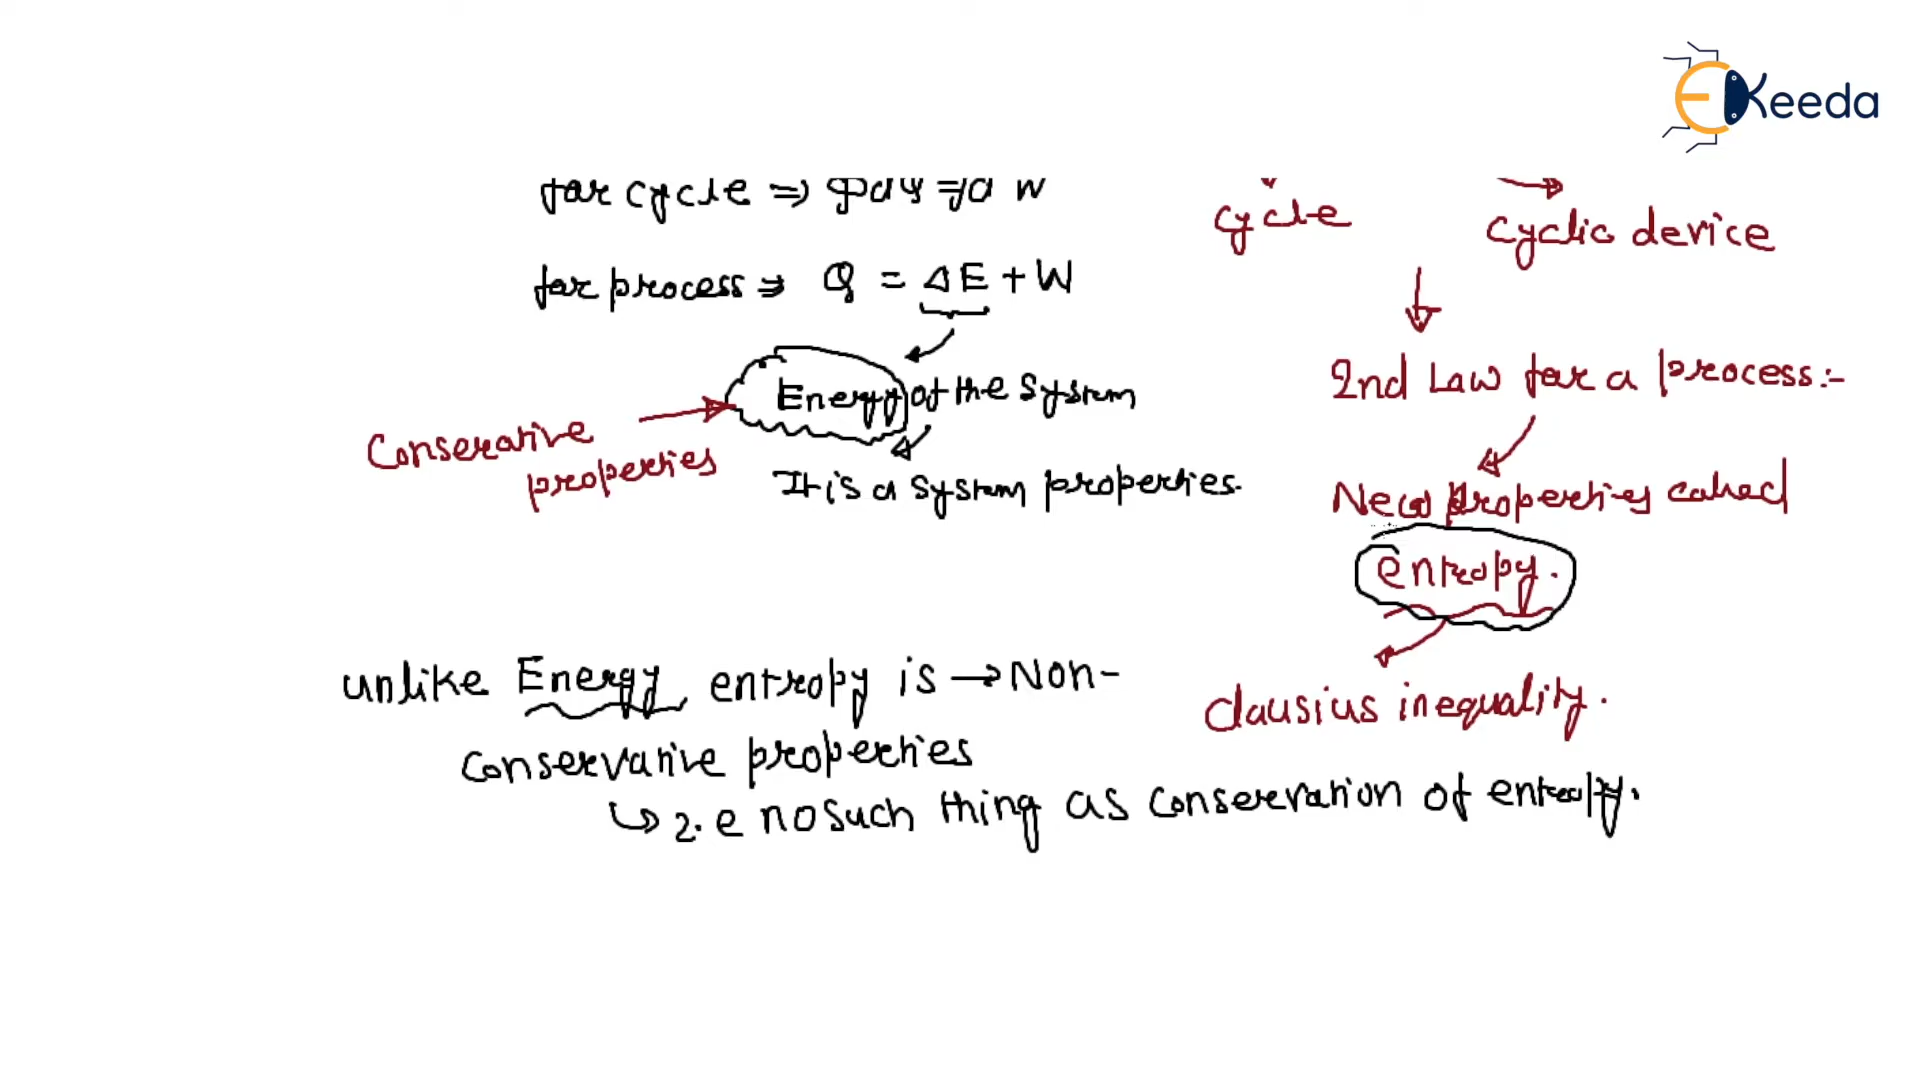 EKeeda
for cycle ⇒ ∮dQ = ∮dW
for process ⇒ Q = ΔE + W
Energy of the system
Conserative
properties
It is a system properties.
cycle
cyclic device
2nd Law for a process:-
New properties called
entropy.
clausius inequality.
unlike Energy, entropy is → Non-
conservative properties
↳ i.e no such thing as conservation of entropy.